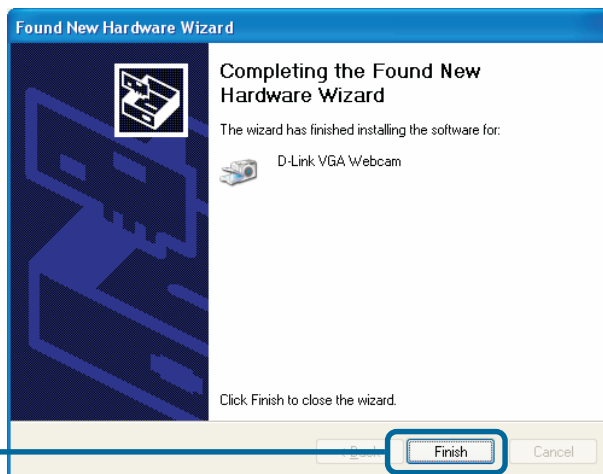 Found New Hardware Wizard
Completing the Found New
Hardware Wizard
The wizard has finished installing the software for:
D-Link VGA Webcam
Click Finish to close the wizard.
Finish
Cancel